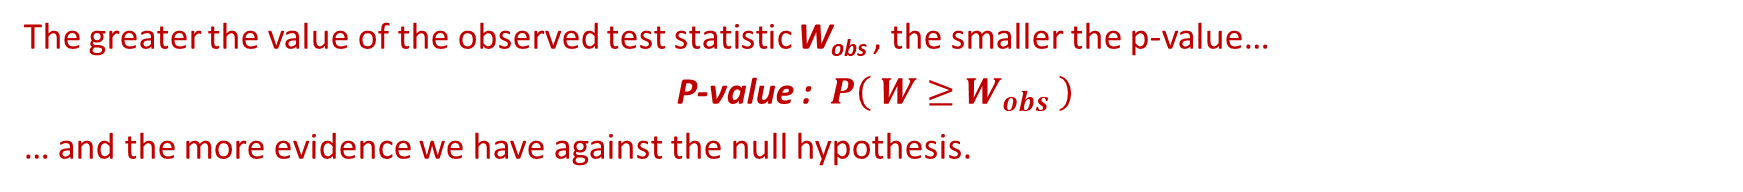 The greater the value of the observed test statistic W_obs , the smaller the p-value...
P-value : P( W ≥ W_obs )
... and the more evidence we have against the null hypothesis.